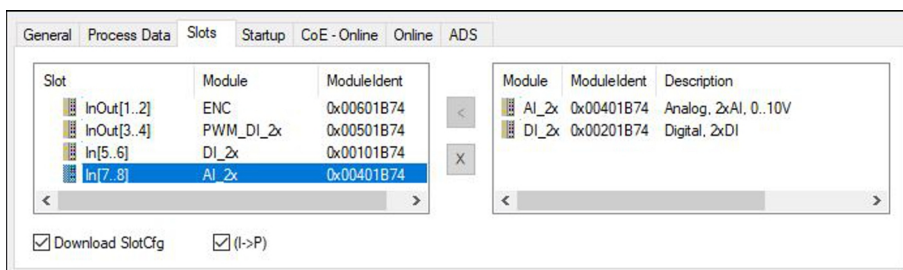 General Process Data Slots Startup CoE - Online Online ADS
Slot Module ModuleIdent
InOut[1..2] ENC 0x00601B74
InOut[3..4] PWM_DI_2x 0x00501B74
In[5..6] DI_2x 0x00101B74
In[7..8] AI_2x 0x00401B74
<
X
Module ModuleIdent Description
AI_2x 0x00401B74 Analog, 2xAI, 0..10V
DI_2x 0x00201B74 Digital, 2xDI
Download SlotCfg (I->P)